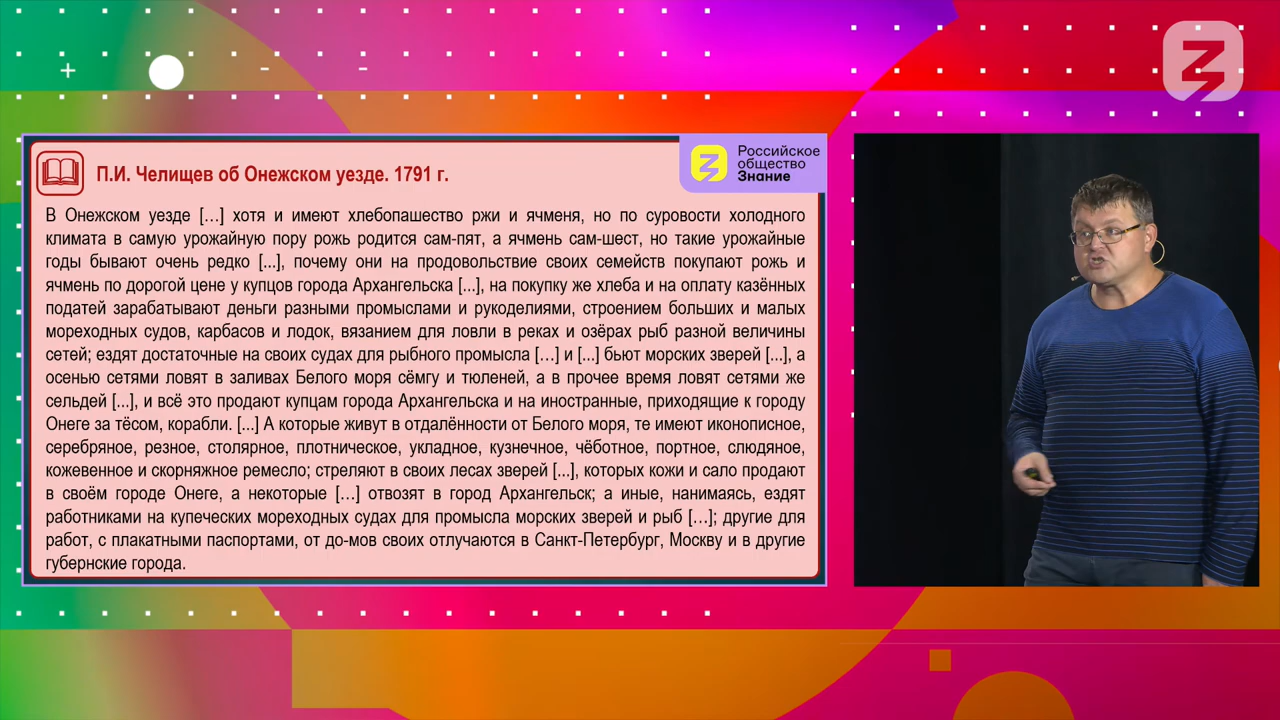 П.И. Челищев об Онежском уезде. 1791 г.
Российское
общество
Знание
В Онежском уезде […] хотя и имеют хлебопашество ржи и ячменя, но по суровости холодного
климата в самую урожайную пору рожь родится сам-пят, а ячмень сам-шест, но такие урожайные
годы бывают очень редко [...], почему они на продовольствие своих семейств покупают рожь и
ячмень по дорогой цене у купцов города Архангельска [...], на покупку же хлеба и на оплату казённых
податей зарабатывают деньги разными промыслами и рукоделиями, строением больших и малых
мореходных судов, карбасов и лодок, вязанием для ловли в реках и озёрах рыб разной величины
сетей; ездят достаточные на своих судах для рыбного промысла […] и [...] бьют морских зверей [...], а
осенью сетями ловят в заливах Белого моря сёмгу и тюленей, а в прочее время ловят сетями же
сельдей [...], и всё это продают купцам города Архангельска и на иностранные, приходящие к городу
Онеге за тёсом, корабли. [...] А которые живут в отдалённости от Белого моря, те имеют иконописное,
серебряное, резное, столярное, плотническое, укладное, кузнечное, чёботное, портное, слюдяное,
кожевенное и скорняжное ремесло; стреляют в своих лесах зверей [...], которых кожи и сало продают
в своём городе Онеге, а некоторые […] отвозят в город Архангельск; а иные, нанимаясь, ездят
работниками на купеческих мореходных судах для промысла морских зверей и рыб […]; другие для
работ, с плакатными паспортами, от до-мов своих отлучаются в Санкт-Петербург, Москву и в другие
губернские города.